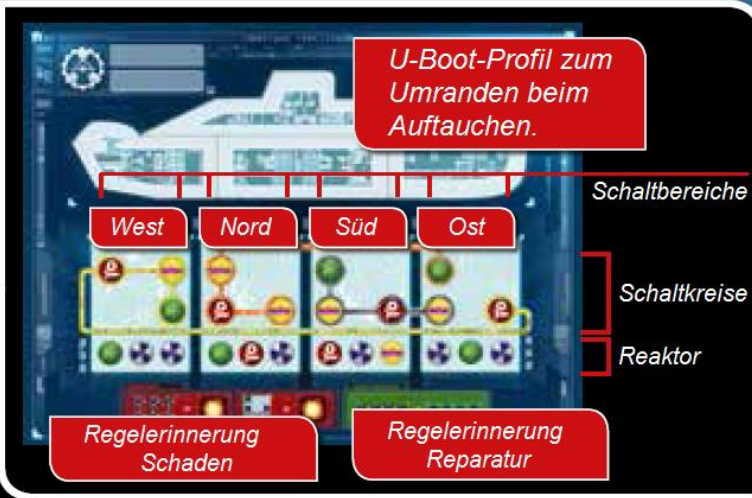 U-Boot-Profil zum
Umranden beim
Auftauchen.
Schaltbereiche
West
Nord
Süd
Ost
Schaltkreise
Reaktor
Regelerinnerung
Schaden
Regelerinnerung
Reparatur